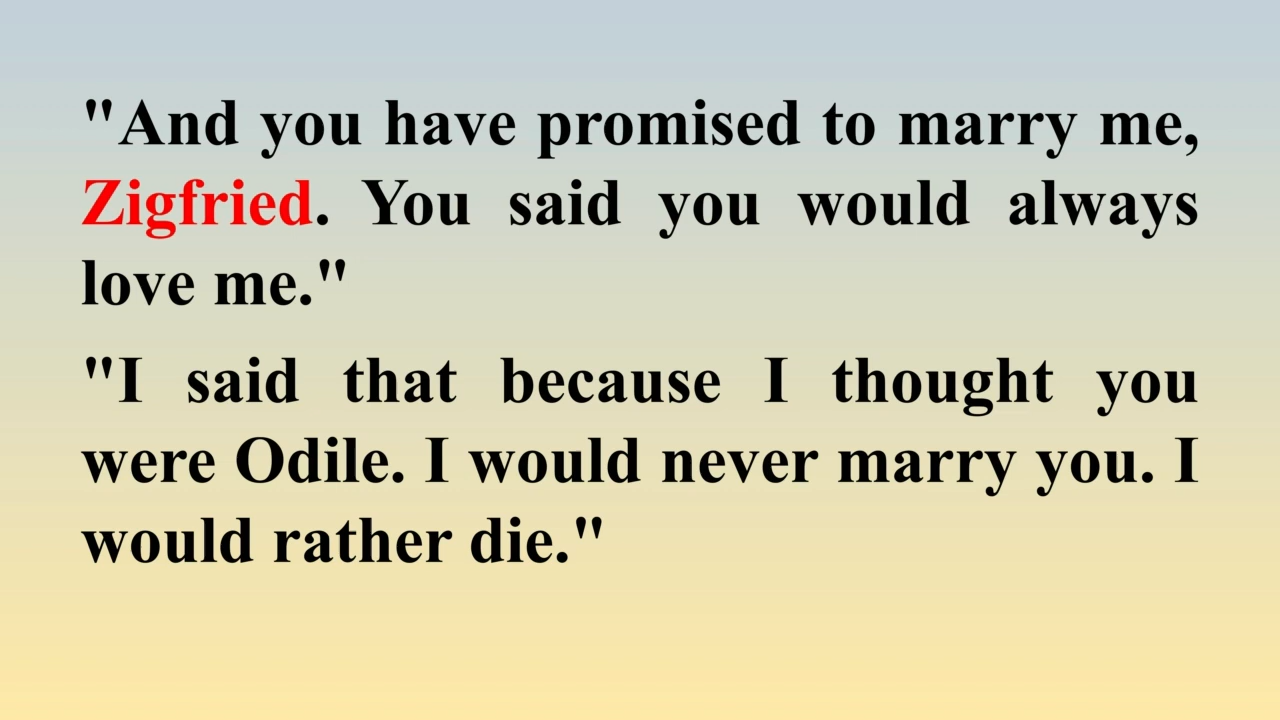 "And you have promised to marry me,
Zigfried. You said you would always
love me."
"I said that because I thought you
were Odile. I would never marry you. I
would rather die."